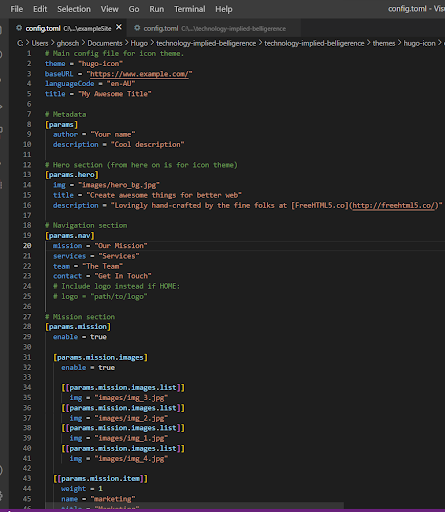 File Edit Selection View Go Run Terminal Help config.toml - Visu
config.toml C:\...\exampleSite config.toml C:\...\technology-implied-belligerence
C: > Users > ghosch > Documents > Hugo > technology-implied-belligerence > technology-implied-belligerence > themes > hugo-icon >
1 # Main config file for icon theme.
2 theme = "hugo-icon"
3 baseURL = "https://www.example.com/"
4 languageCode = "en-AU"
5 title = "My Awesome Title"
6
7 # Metadata
8 [params]
9 author = "Your name"
10 description = "Cool description"
11
12 # Hero section (from here on is for icon theme)
13 [params.hero]
14 img = "images/hero_bg.jpg"
15 title = "Create awesome things for better web"
16 description = "Lovingly hand-crafted by the fine folks at [FreeHTML5.co](http://freehtml5.co/)"
17
18 # Navigation section
19 [params.nav]
20 mission = "Our Mission"
21 services = "Services"
22 team = "The Team"
23 contact = "Get In Touch"
24 # Include logo instead if HOME:
25 # logo = "path/to/logo"
26
27 # Mission section
28 [params.mission]
29 enable = true
30
31 [params.mission.images]
32 enable = true
33
34 [[params.mission.images.list]]
35 img = "images/img_3.jpg"
36 [[params.mission.images.list]]
37 img = "images/img_2.jpg"
38 [[params.mission.images.list]]
39 img = "images/img_1.jpg"
40 [[params.mission.images.list]]
41 img = "images/img_4.jpg"
42
43 [[params.mission.item]]
44 weight = 1
45 name = "marketing"
46 title = "Marketing"